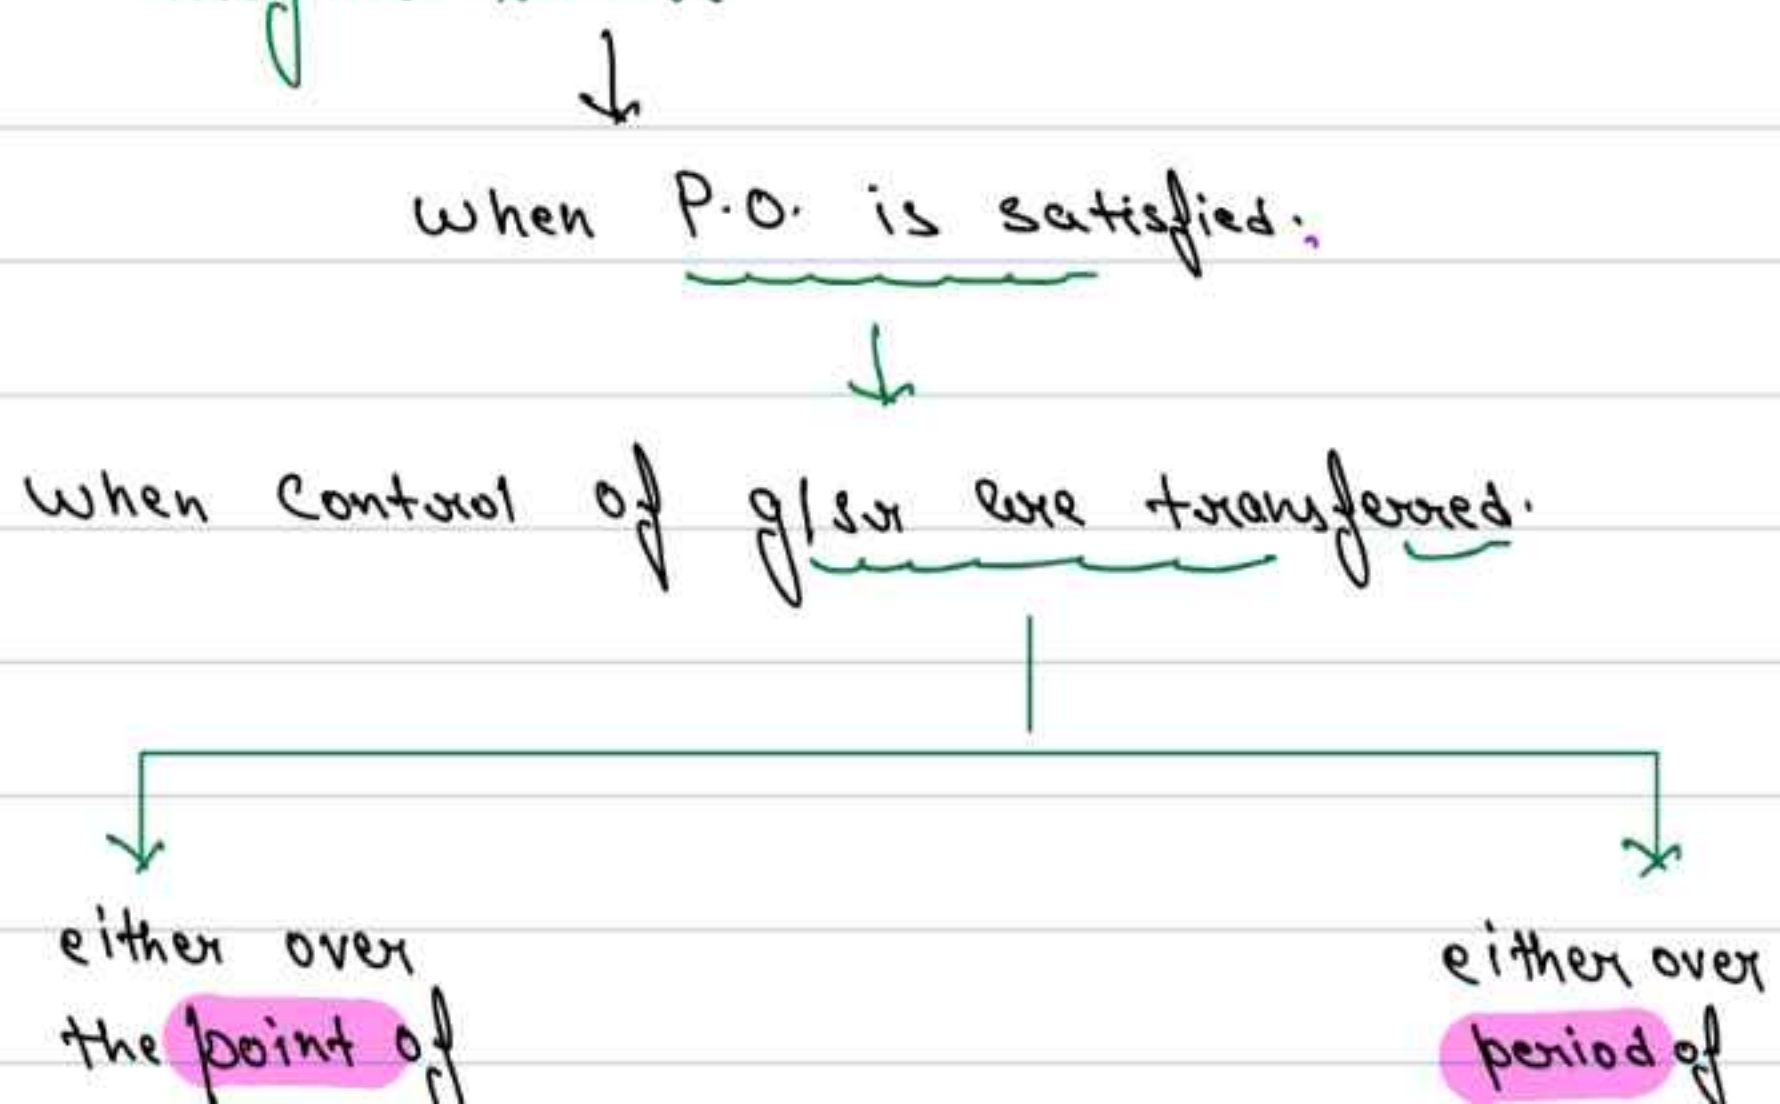 when P.O. is satisfied.
when control of g/sr are transferred.
either over
the point of
either over
period of